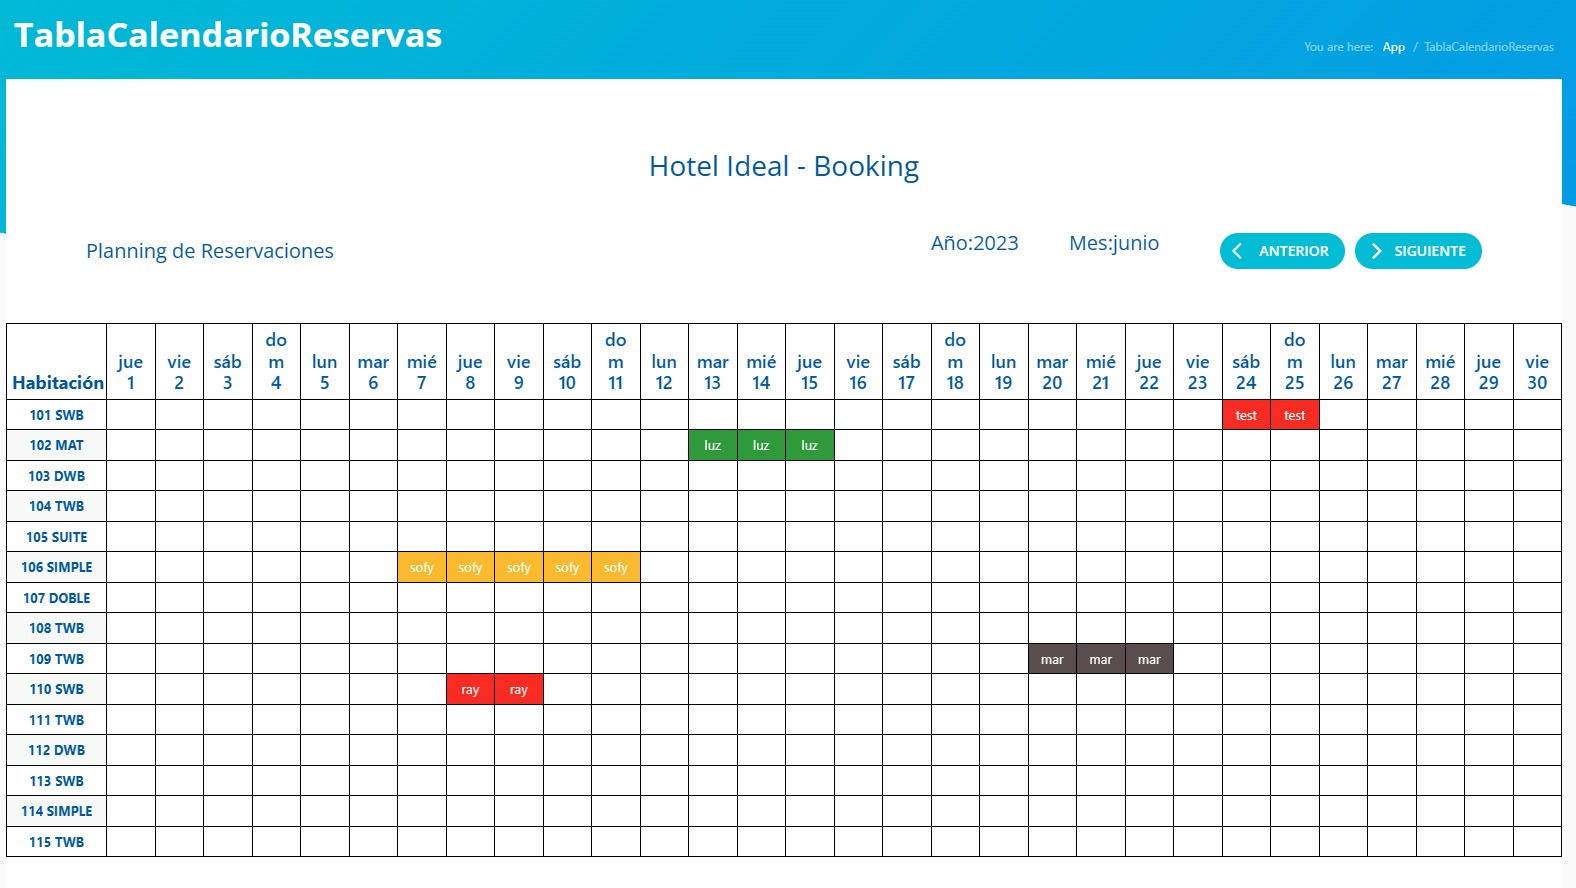 TablaCalendarioReservas
You are here: App / TablaCalendarioReservas
Hotel Ideal - Booking
Planning de Reservaciones
Año:2023 Mes:junio ANTERIOR SIGUIENTE
Habitación jue 1 vie 2 sáb 3 dom 4 lun 5 mar 6 mié 7 jue 8 vie 9 sáb 10 dom 11 lun 12 mar 13 mié 14 jue 15 vie 16 sáb 17 dom 18 lun 19 mar 20 mié 21 jue 22 vie 23 sáb 24 dom 25 lun 26 mar 27 mié 28 jue 29 vie 30
101 SWB test test
102 MAT luz luz luz
103 DWB
104 TWB
105 SUITE
106 SIMPLE sofy sofy sofy sofy sofy
107 DOBLE
108 TWB
109 TWB mar mar mar
110 SWB ray ray
111 TWB
112 DWB
113 SWB
114 SIMPLE
115 TWB